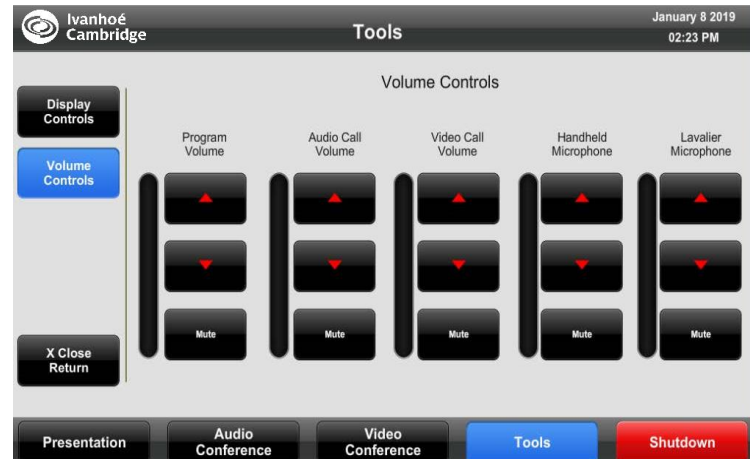 Ivanhoé
Cambridge
Tools
January 8 2019
02:23 PM
Volume Controls
Display
Controls
Volume
Controls
X Close
Return
Program
Volume
Audio Call
Volume
Video Call
Volume
Handheld
Microphone
Lavalier
Microphone
Mute
Mute
Mute
Mute
Mute
Presentation
Audio
Conference
Video
Conference
Tools
Shutdown